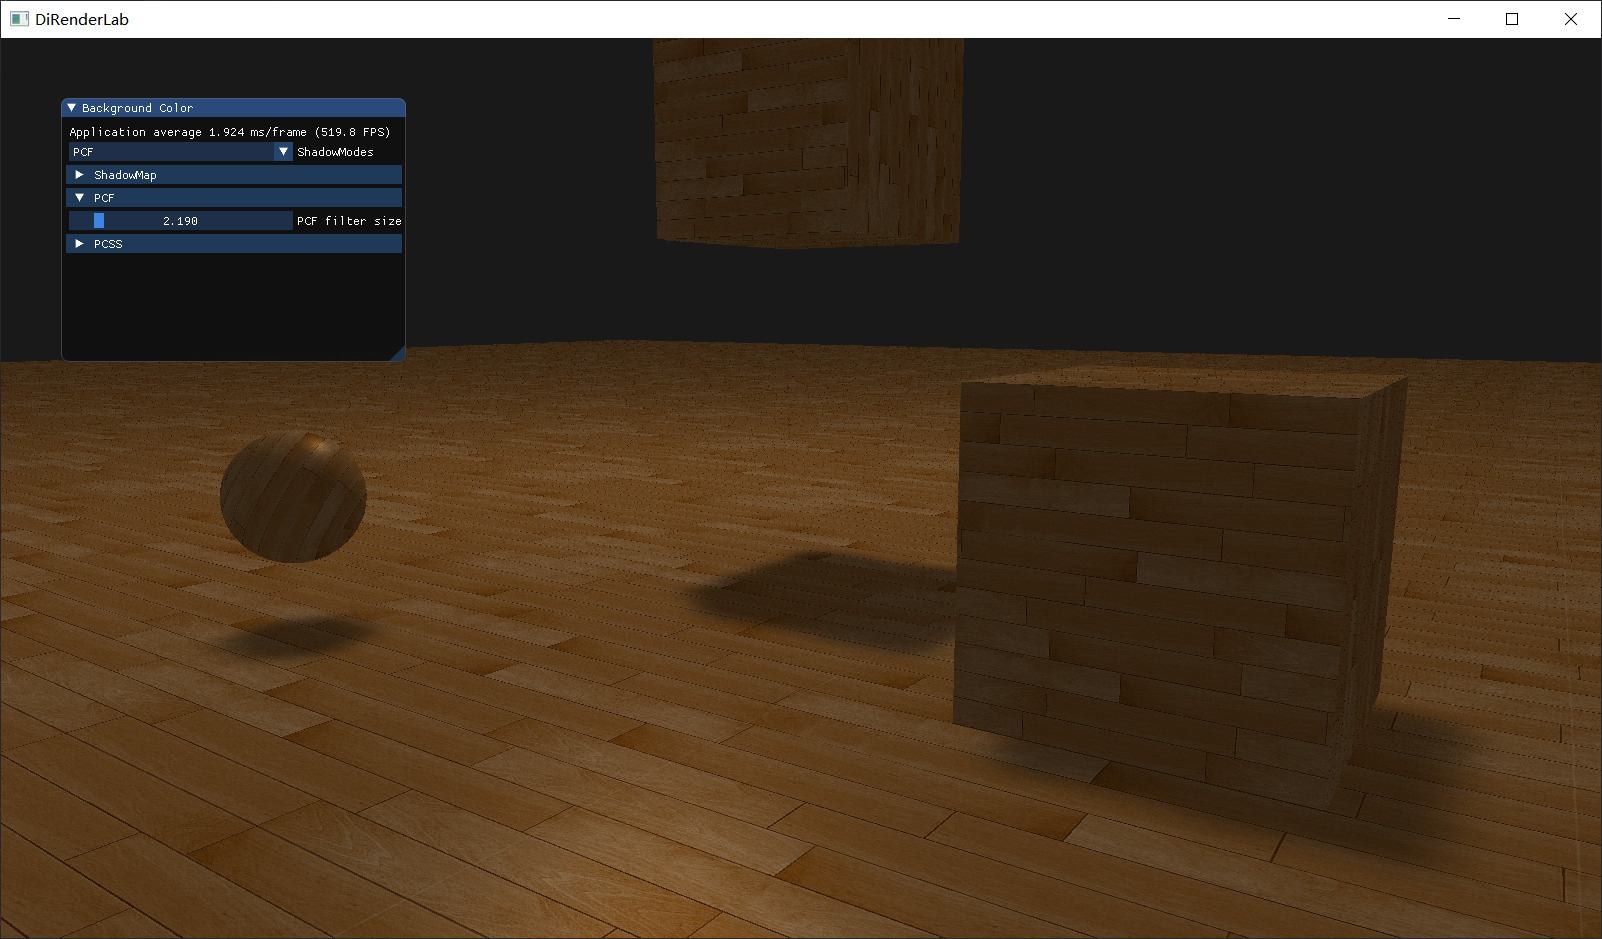 DiRenderLab
Background Color
Application average 1.924 ms/frame (519.8 FPS)
PCF ShadowModes
ShadowMap
PCF
2.190 PCF filter size
PCSS